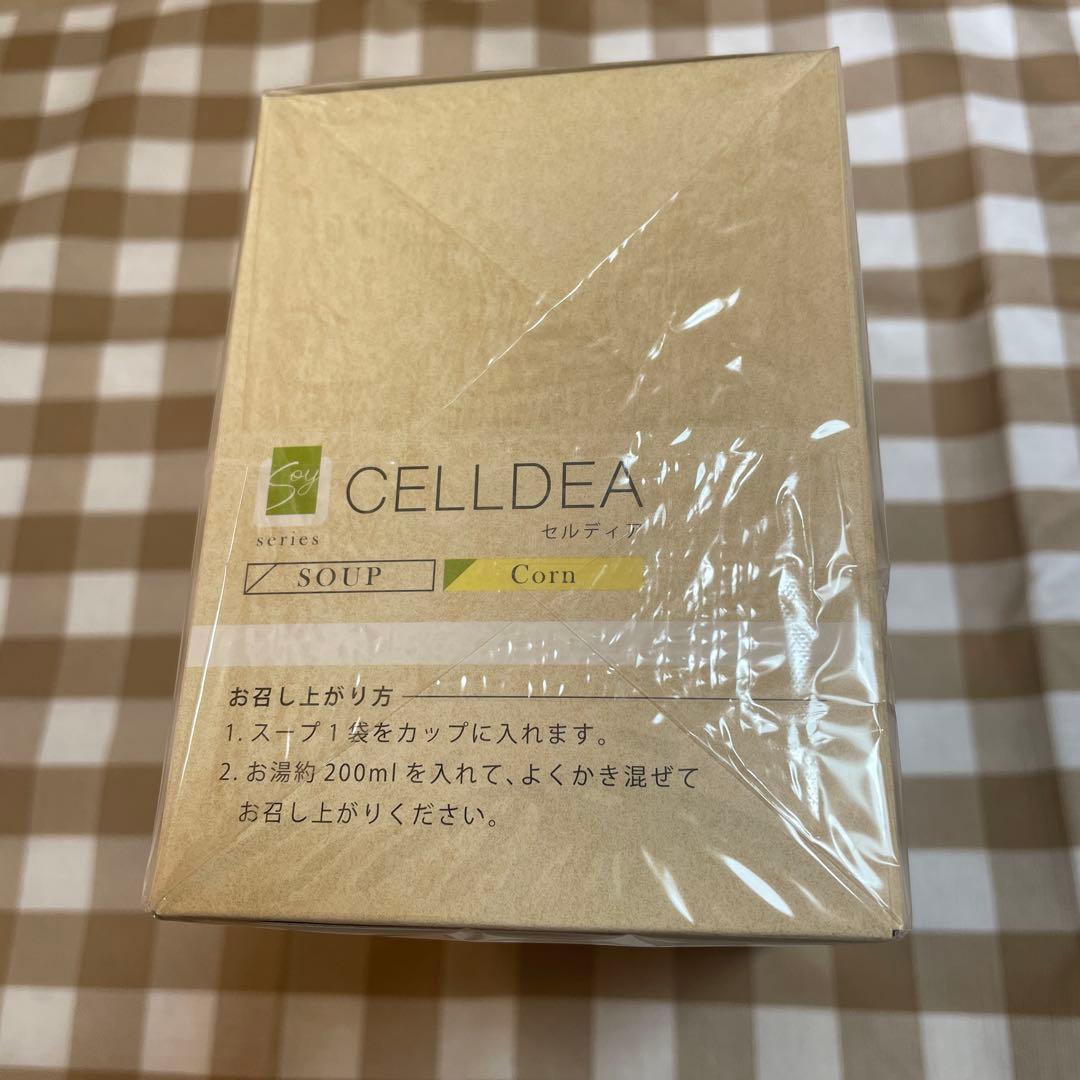 Soy
CELLDEA
series
セルディア
SOUP
Corn
お召し上がり方
1. スープ1袋をカップに入れます。
2. お湯約200mlを入れて、よくかき混ぜて
お召し上がりください。